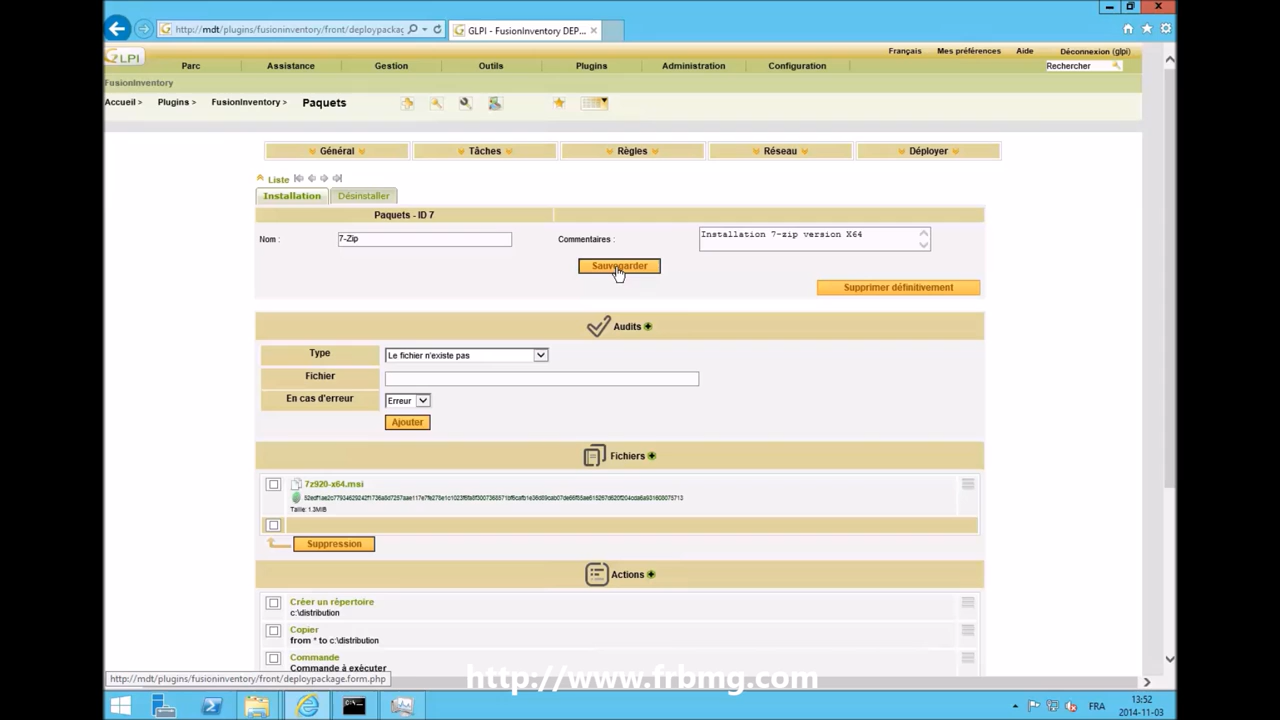 http://mdt/plugins/fusioninventory/front/deploypackag
GLPI - FusionInventory DEP...
GLPI
Français Mes préférences Aide Déconnexion (glpi)
Parc Assistance Gestion Outils Plugins Administration Configuration Rechercher
FusionInventory
Accueil > Plugins > FusionInventory > Paquets
Général Tâches Règles Réseau Déployer
Liste
Installation Désinstaller
Paquets - ID 7
Nom : 7-Zip Commentaires : Installation 7-zip version X64
Sauvegarder
Supprimer définitivement
Audits
Type Le fichier n'existe pas
Fichier
En cas d'erreur Erreur
Ajouter
Fichiers
7z920-x64.msi
Taille: 1.3MiB
Suppression
Actions
Créer un répertoire
c:\distribution
Copier
from * to c:\distribution
Commande
Commande à exécuter
http://mdt/plugins/fusioninventory/front/deploypackage.form.php
http://www.frbmg.com
FRA
13:52
2014-11-03